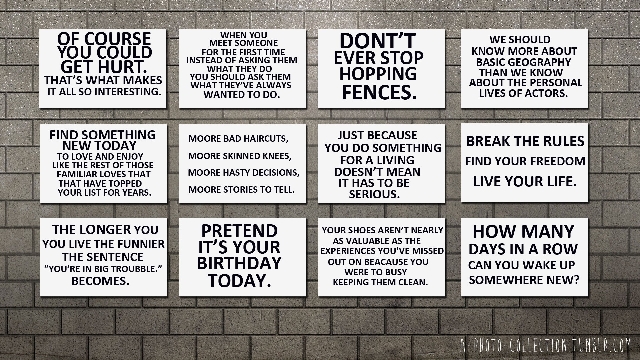 OF COURSE
YOU COULD
GET HURT.
THAT'S WHAT MAKES
IT ALL SO INTERESTING.
WHEN YOU
MEET SOMEONE
FOR THE FIRST TIME
INSTEAD OF ASKING THEM
WHAT THEY DO
YOU SHOULD ASK THEM
WHAT THEY'VE ALWAYS
WANTED TO DO.
DONT'T
EVER STOP
HOPPING
FENCES.
WE SHOULD
KNOW MORE ABOUT
BASIC GEOGRAPHY
THAN WE KNOW
ABOUT THE PERSONAL
LIVES OF ACTORS.
FIND SOMETHING
NEW TODAY
TO LOVE AND ENJOY
LIKE THE REST OF THOSE
FAMILIAR LOVES THAT
THAT HAVE TOPPED
YOUR LIST FOR YEARS.
MOORE BAD HAIRCUTS,
MOORE SKINNED KNEES,
MOORE HASTY DECISIONS,
MOORE STORIES TO TELL.
JUST BECAUSE
YOU DO SOMETHING
FOR A LIVING
DOESN'T MEAN
IT HAS TO BE
SERIOUS.
BREAK THE RULES
FIND YOUR FREEDOM
LIVE YOUR LIFE.
THE LONGER YOU
YOU LIVE THE FUNNIER
THE SENTENCE
"YOU'RE IN BIG TROUBBLE."
BECOMES.
PRETEND
IT'S YOUR
BIRTHDAY
TODAY.
YOUR SHOES AREN'T NEARLY
AS VALUABLE AS THE
EXPERIENCES YOU'VE MISSED
OUT ON BEACAUSE YOU
WERE TO BUSY
KEEPING THEM CLEAN.
HOW MANY
DAYS IN A ROW
CAN YOU WAKE UP
SOMEWHERE NEW?
PHOTO-COLLECTION.TUMBLR.COM